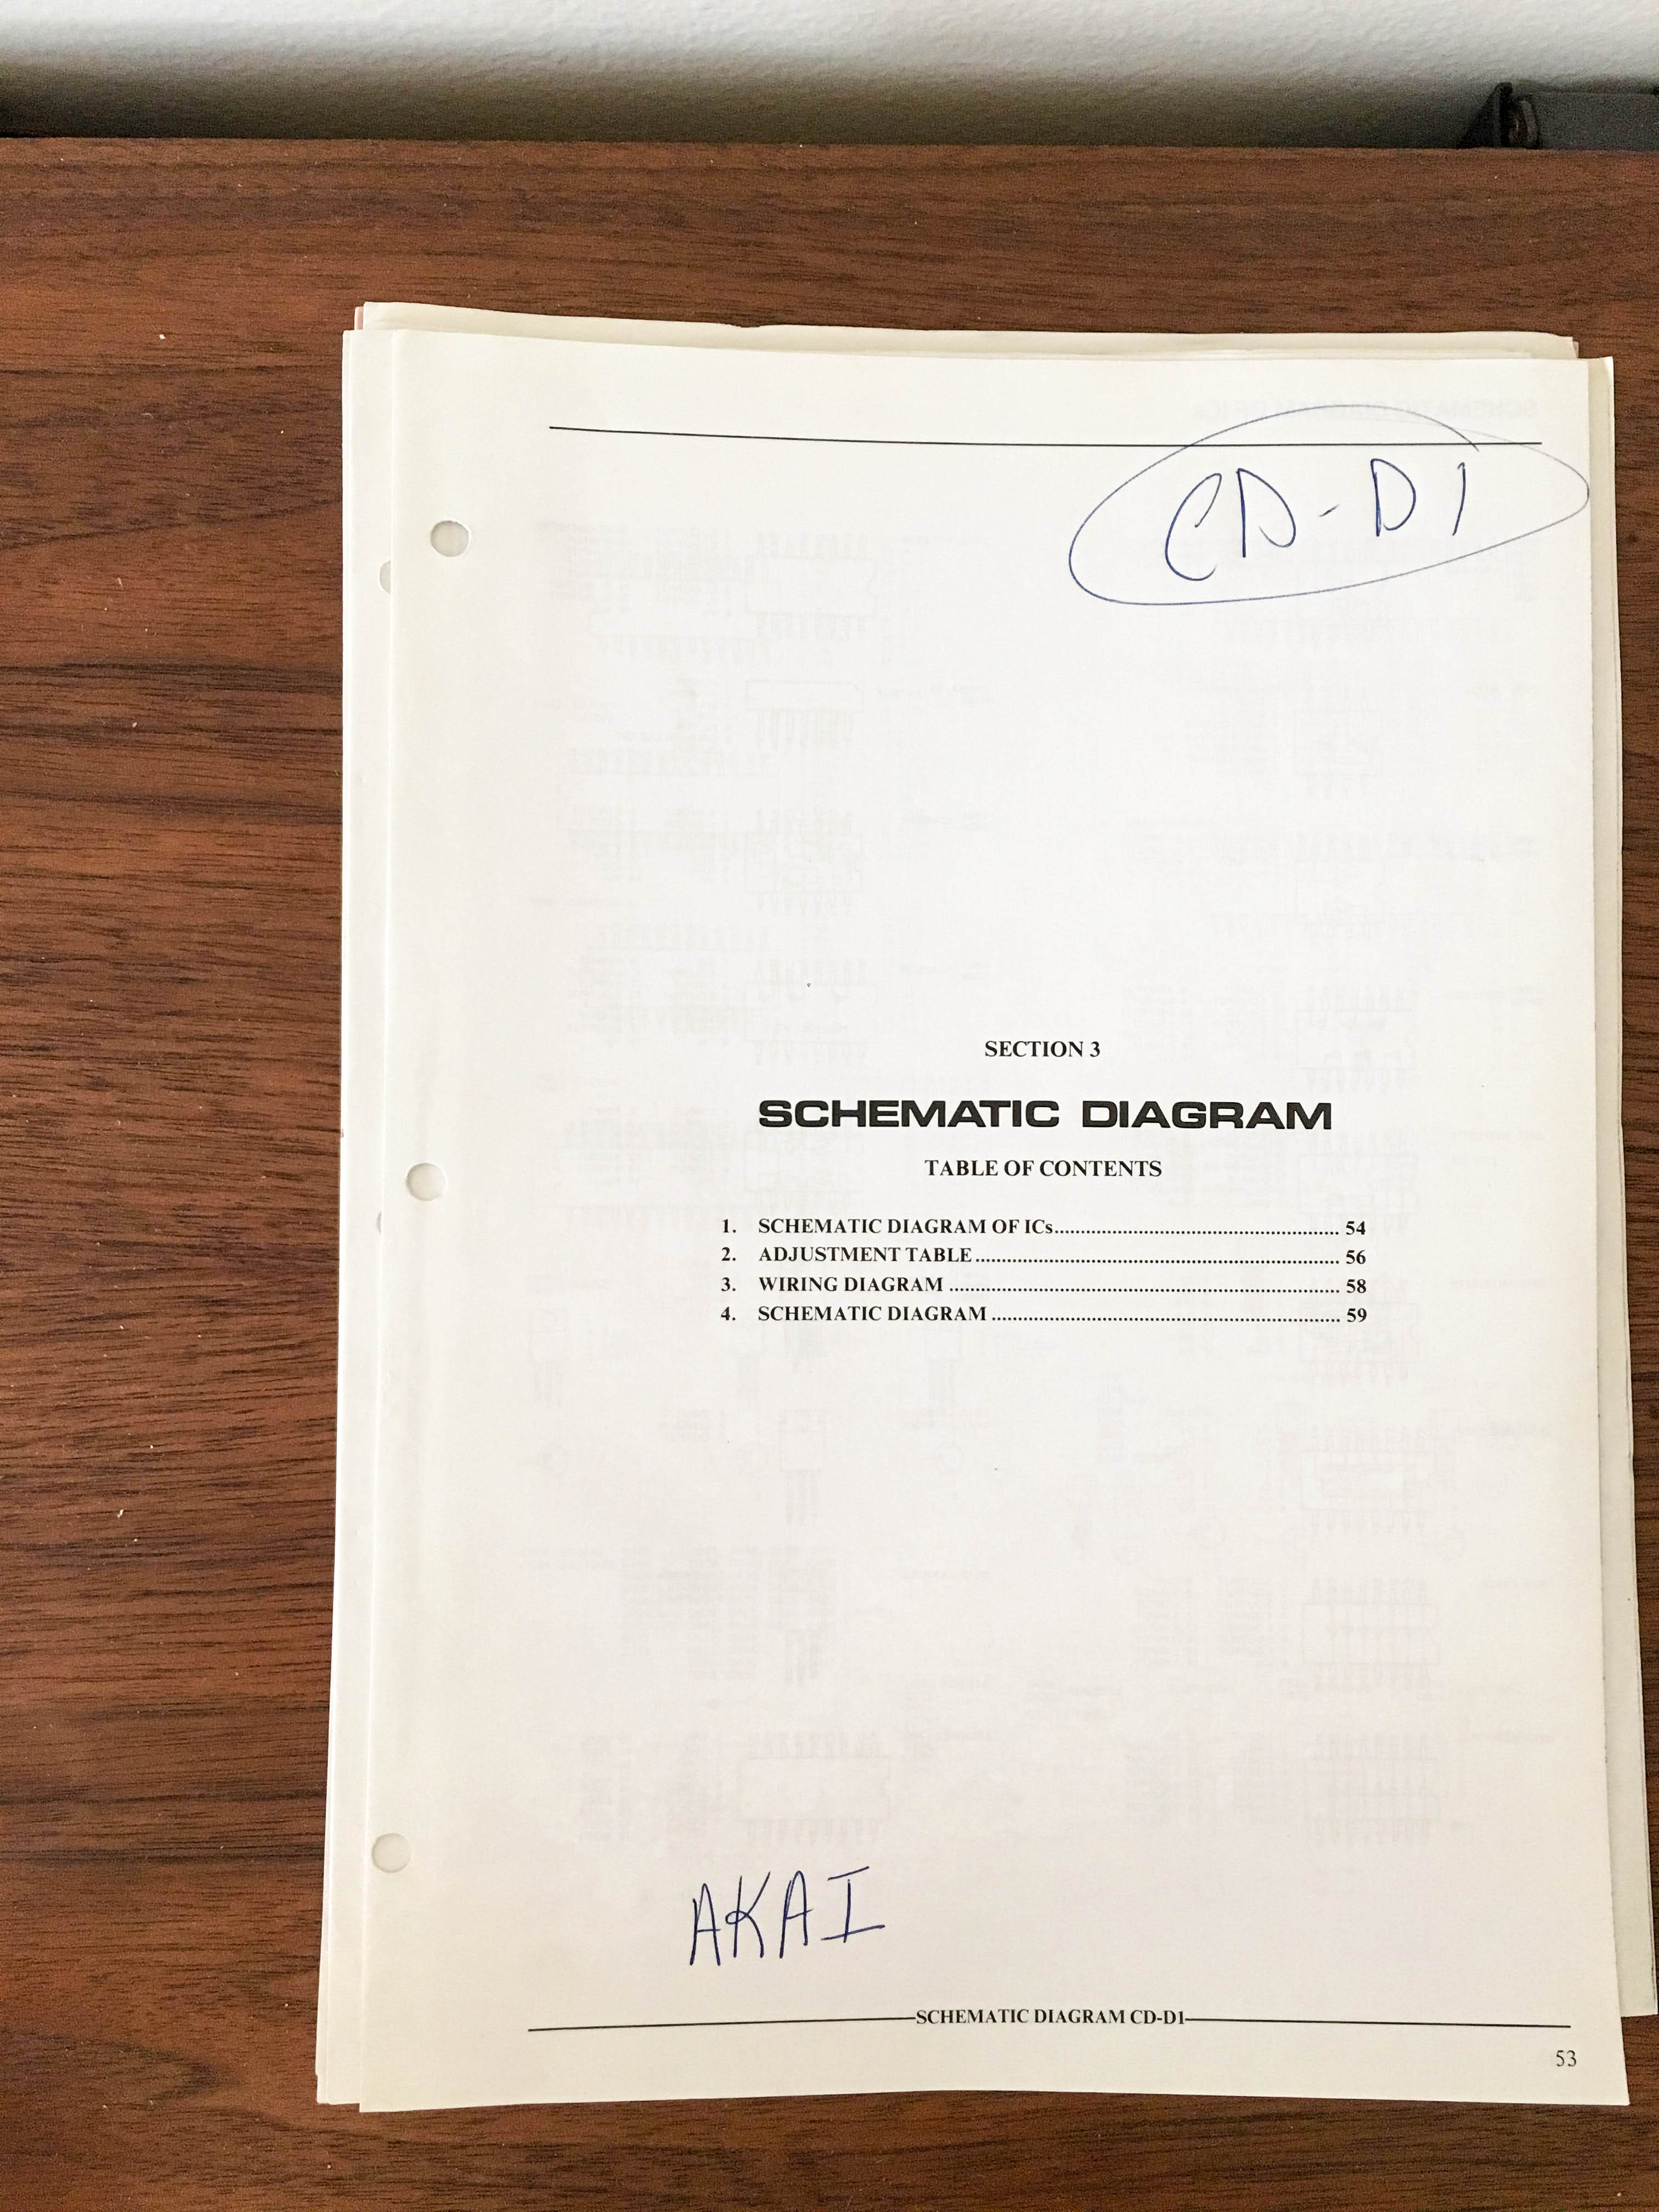 CD-D1
SECTION 3
SCHEMATIC DIAGRAM
TABLE OF CONTENTS
1. SCHEMATIC DIAGRAM OF ICs........................................................ 54
2. ADJUSTMENT TABLE........................................................................ 56
3. WIRING DIAGRAM ............................................................................. 58
4. SCHEMATIC DIAGRAM ..................................................................... 59
AKAI
SCHEMATIC DIAGRAM CD-D1
53